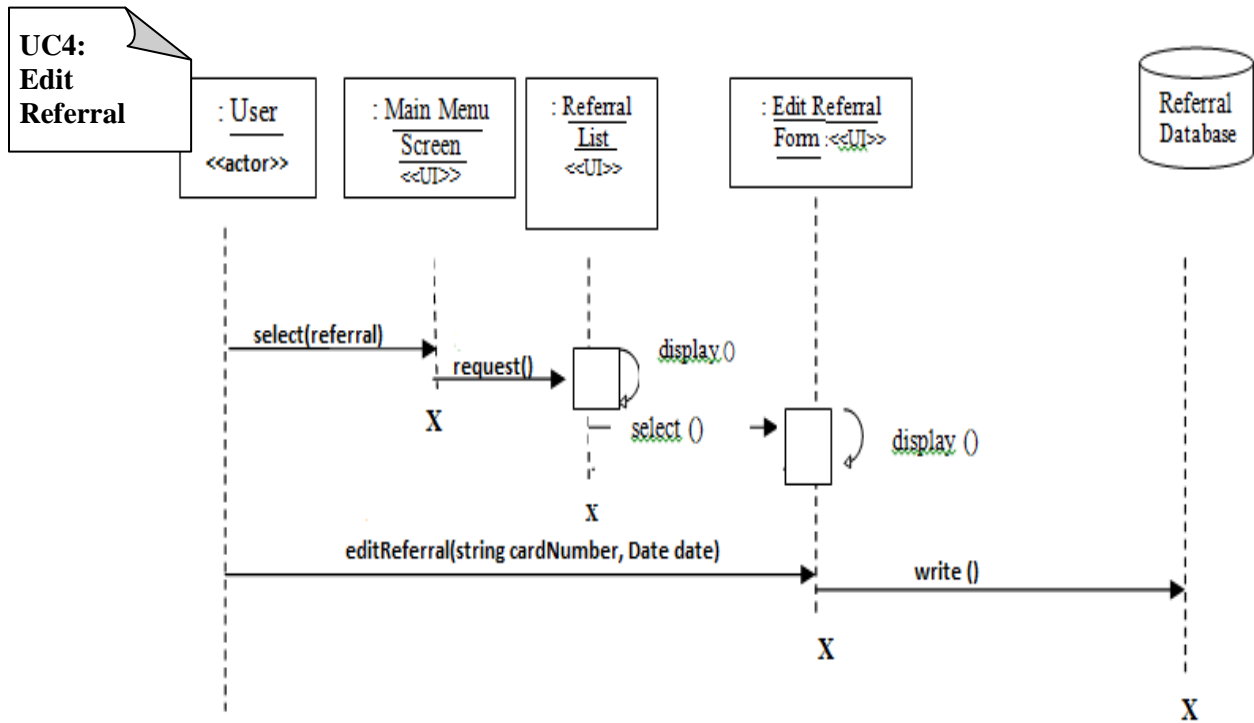 UC4:
Edit
Referral
: User
<<actor>>
: Main Menu
Screen
<<UI>>
: Referral
List
<<UI>>
: Edit Referral
Form :<<UI>>
Referral
Database
select(referral)
display()
request()
X
select ()
display ()
x
editReferral(string cardNumber, Date date)
write ()
X
X